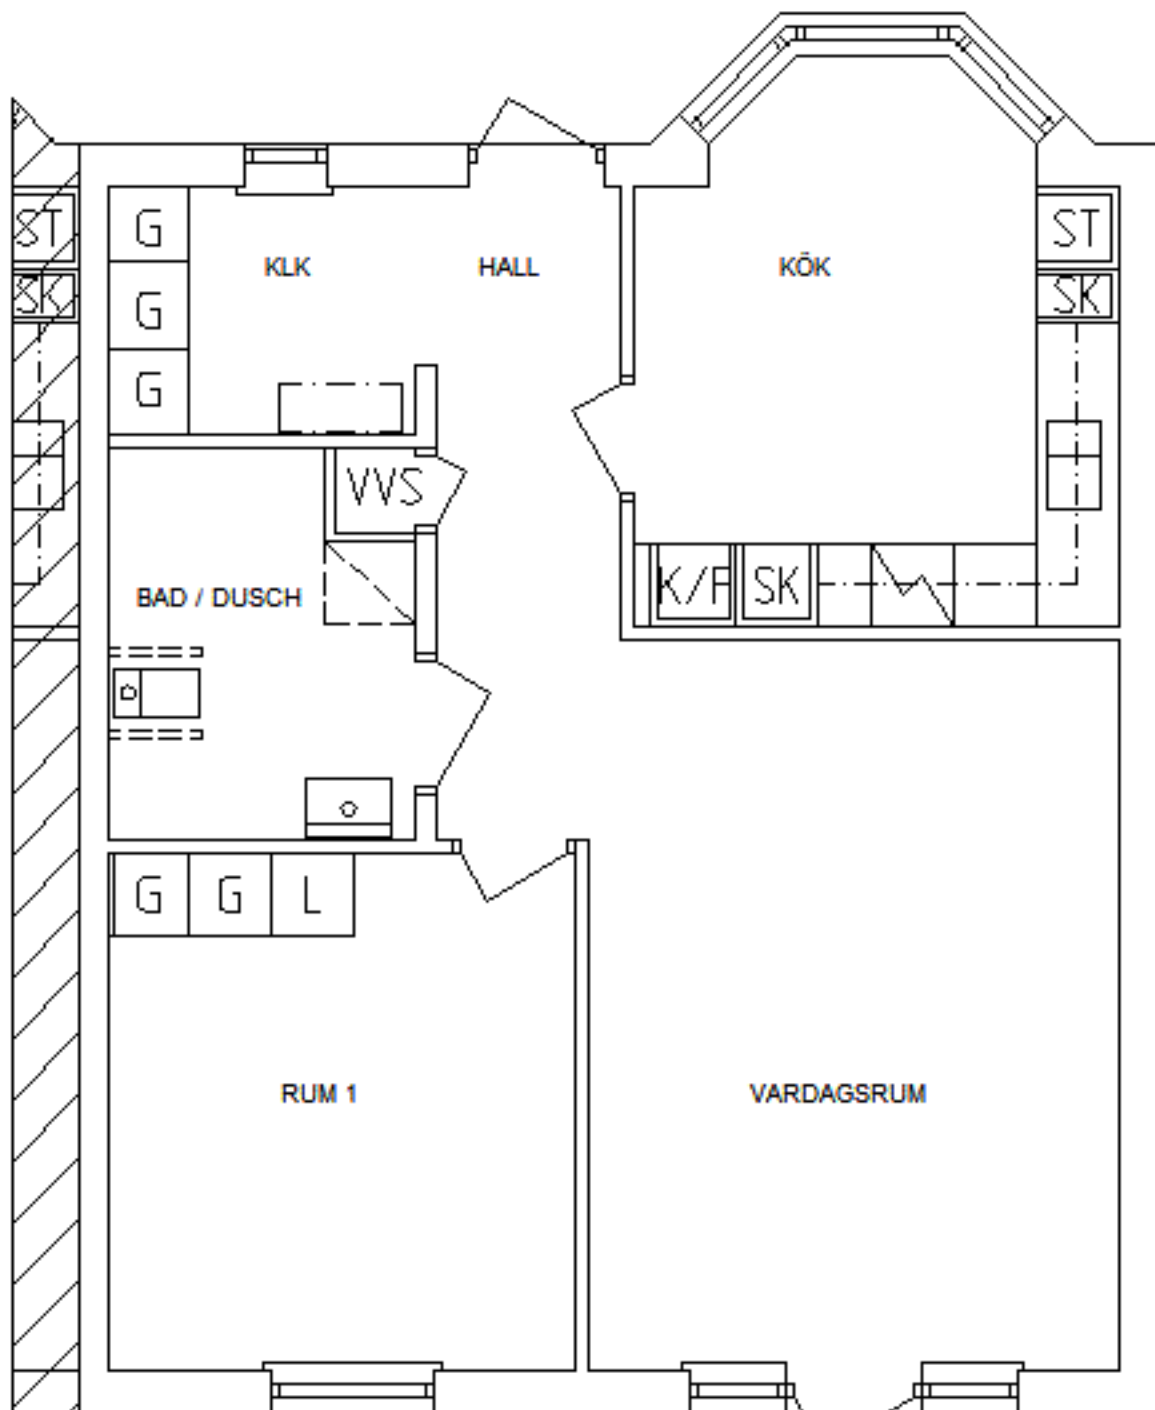 ST
G
KLK
HALL
KÖK
ST
SK
G
SK
G
VVS
BAD / DUSCH
K/F
SK
G
G
L
RUM 1
VARDAGSRUM